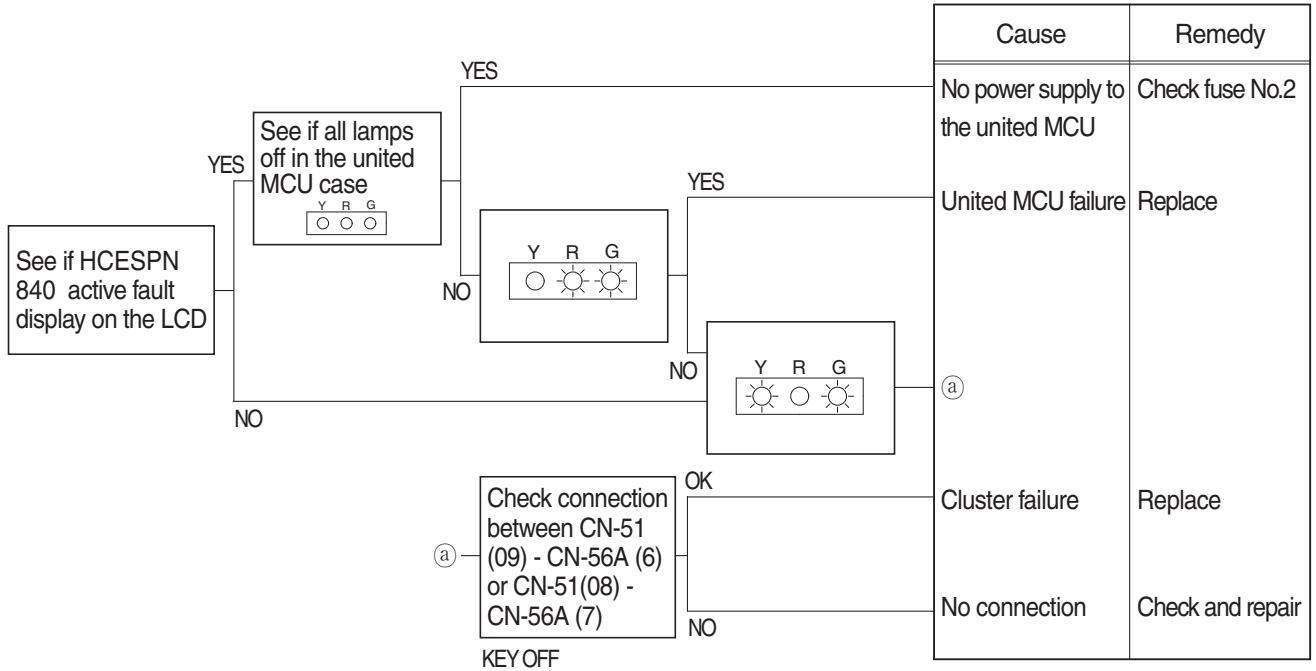 Cause
Remedy
YES
No power supply to
the united MCU
Check fuse No.2
See if all lamps
off in the united
MCU case
Y R G
YES
YES
United MCU failure
Replace
See if HCESPN
840 active fault
display on the LCD
Y R G
NO
NO
Y R G
ⓐ
NO
Check connection
between CN-51
(09) - CN-56A (6)
or CN-51(08) -
CN-56A (7)
OK
Cluster failure
Replace
ⓐ
No connection
Check and repair
NO
KEY OFF